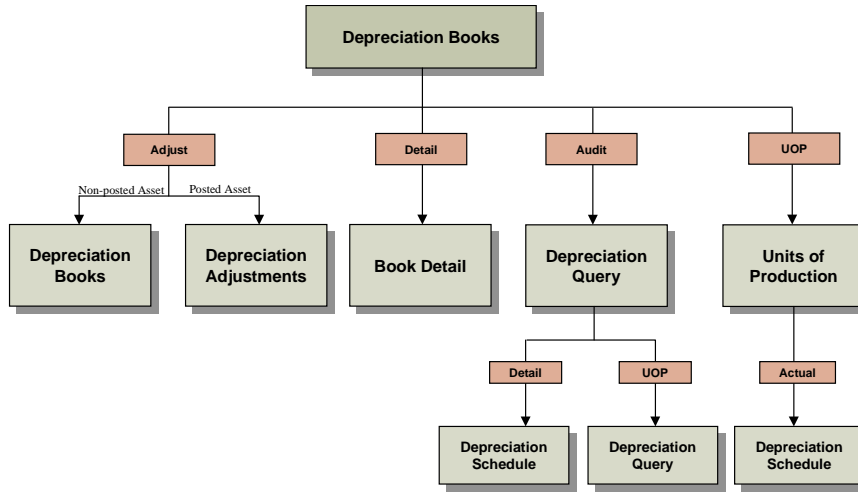 Depreciation Books
Adjust
Detail
Audit
UOP
Non-posted Asset
Posted Asset
Depreciation
Books
Depreciation
Adjustments
Book Detail
Depreciation
Query
Units of
Production
Detail
UOP
Actual
Depreciation
Schedule
Depreciation
Query
Depreciation
Schedule